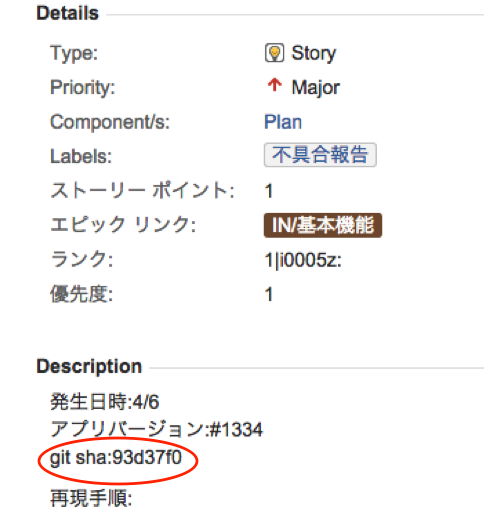 Details
Type: Story
Priority: Major
Component/s: Plan
Labels: 不具合報告
ストーリー ポイント: 1
エピック リンク: IN/基本機能
ランク: 1|i0005z:
優先度: 1
Description
発生日時:4/6
アプリバージョン:#1334
git sha:93d37f0
再現手順: